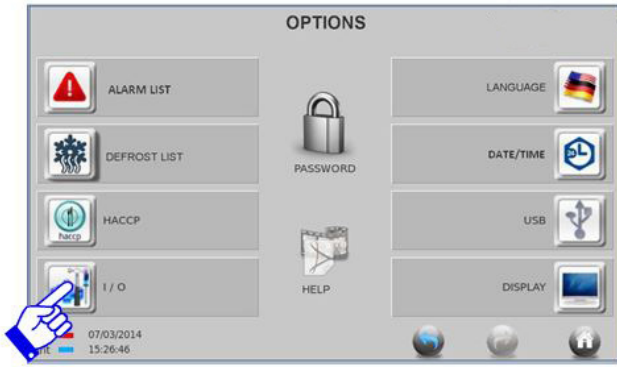 OPTIONS
ALARM LIST
LANGUAGE
DEFROST LIST
PASSWORD
DATE/TIME
haccp
HACCP
USB
I / O
HELP
DISPLAY
07/03/2014
15:26:46